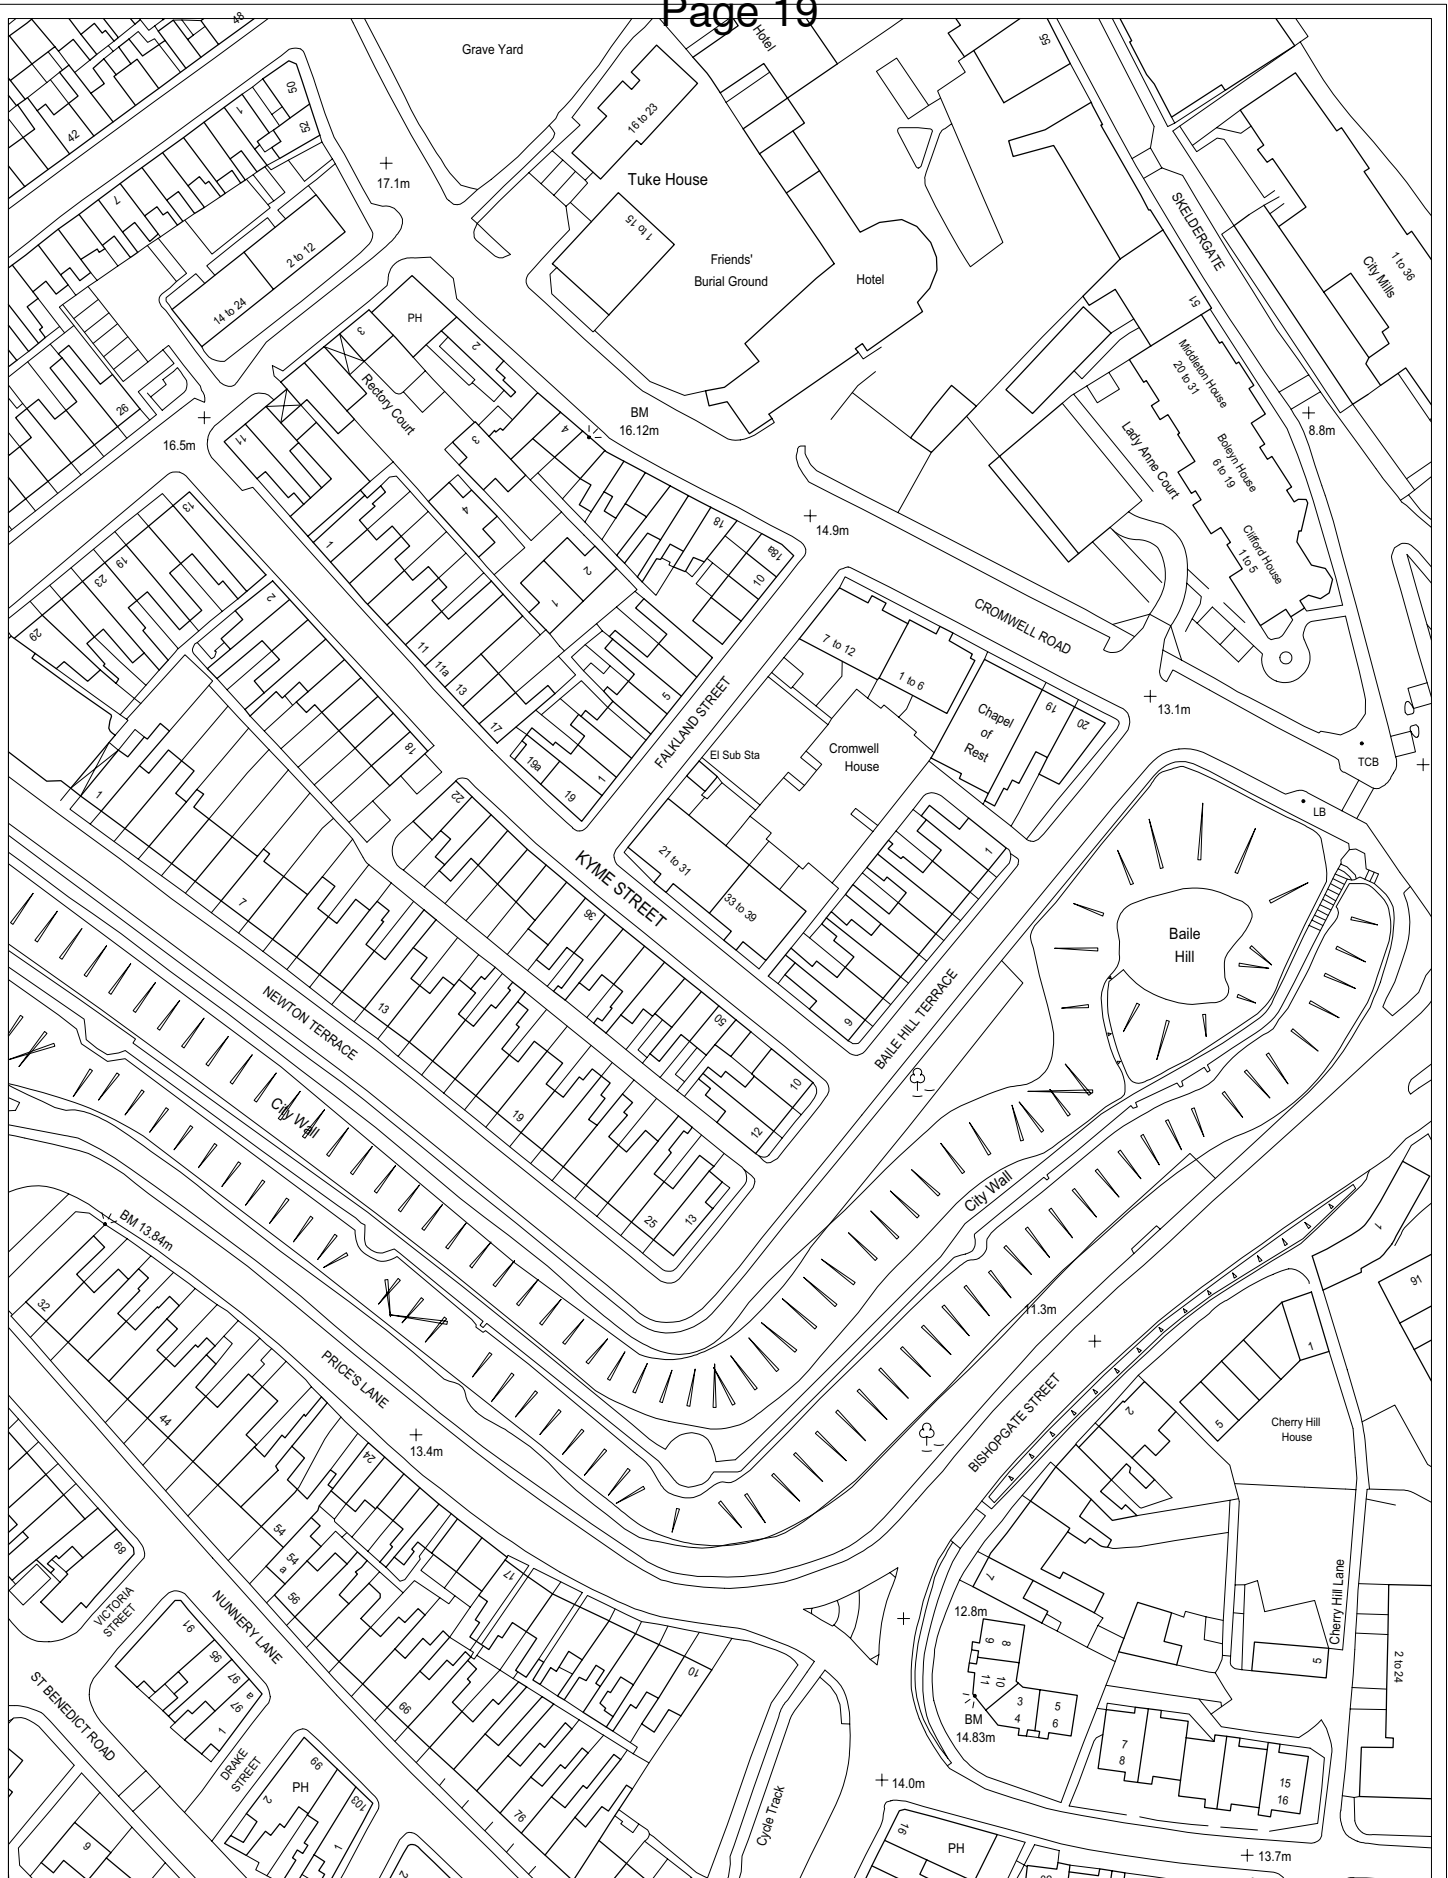 Page 19
48
Grave Yard
Hotel
55
50
1
52
42
16 to 23
17.1m
Tuke House
7
1 to 15
SKELDERGATE
2 to 12
Friends'
Burial Ground
Hotel
1 to 36
City Mills
14 to 24
51
PH
3
2
Middleton House
20 to 31
Rectory Court
26
BM
16.12m
8.8m
16.5m
11
3
4
Lady Anne Court
Boleyn House
6 to 19
13
4
18
14.9m
1
18a
Clifford House
1 to 5
19
23
2
10
2
1
29
CROMWELL ROAD
7 to 12
11
11a
13
5
1 to 6
17
FALKLAND STREET
Chapel
of
Rest
19
20
13.1m
18
El Sub Sta
Cromwell
House
19a
1
19
TCB
1
22
LB
21 to 31
1
7
KYME STREET
33 to 39
36
Baile
Hill
NEWTON TERRACE
13
50
9
BAILE HILL TERRACE
10
City Wall
19
12
City Wall
25
13
BM 13.84m
1
91
32
11.3m
1
PRICE'S LANE
44
BISHOPGATE STREET
2
5
Cherry Hill
House
24
13.4m
54
54
a
56
68
17
7
VICTORIA
STREET
NUNNERY LANE
12.8m
Cherry Hill Lane
91
95
97
97
a
1
10
9
8
11
10
3
4
5
6
5
2 to 24
ST BENEDICT ROAD
66
BM
14.83m
7
8
DRAKE
STREET
99
PH
2
103
1
14.0m
15
16
76
Cycle Track
9
2
16
PH
13.7m